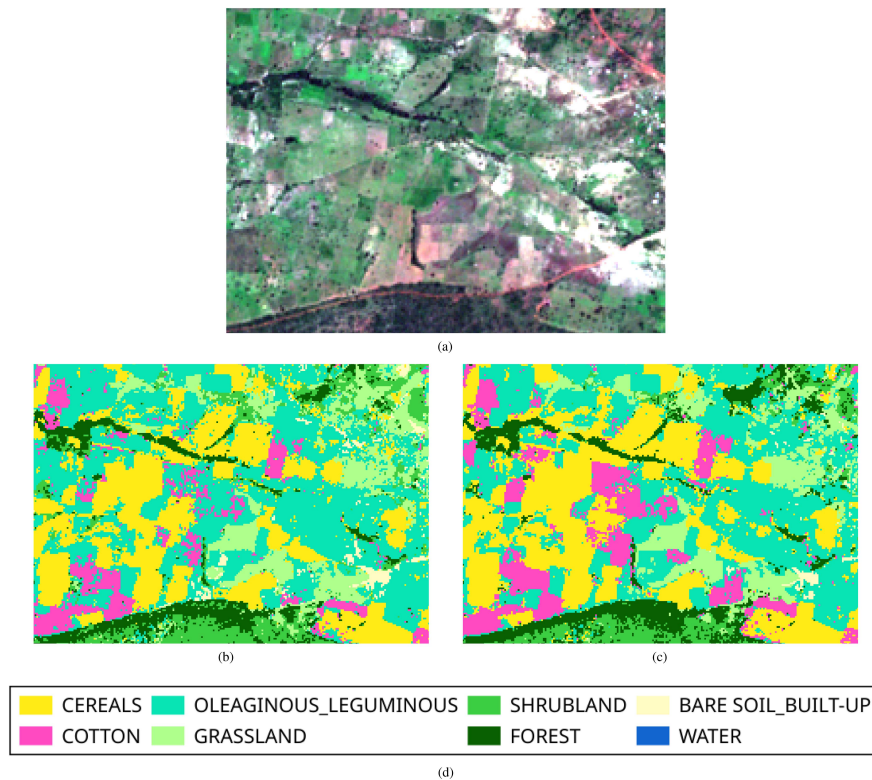 (a)
(b) (c)
CEREALS OLEAGINOUS_LEGUMINOUS SHRUBLAND BARE SOIL_BUILT-UP
COTTON GRASSLAND FOREST WATER
(d)